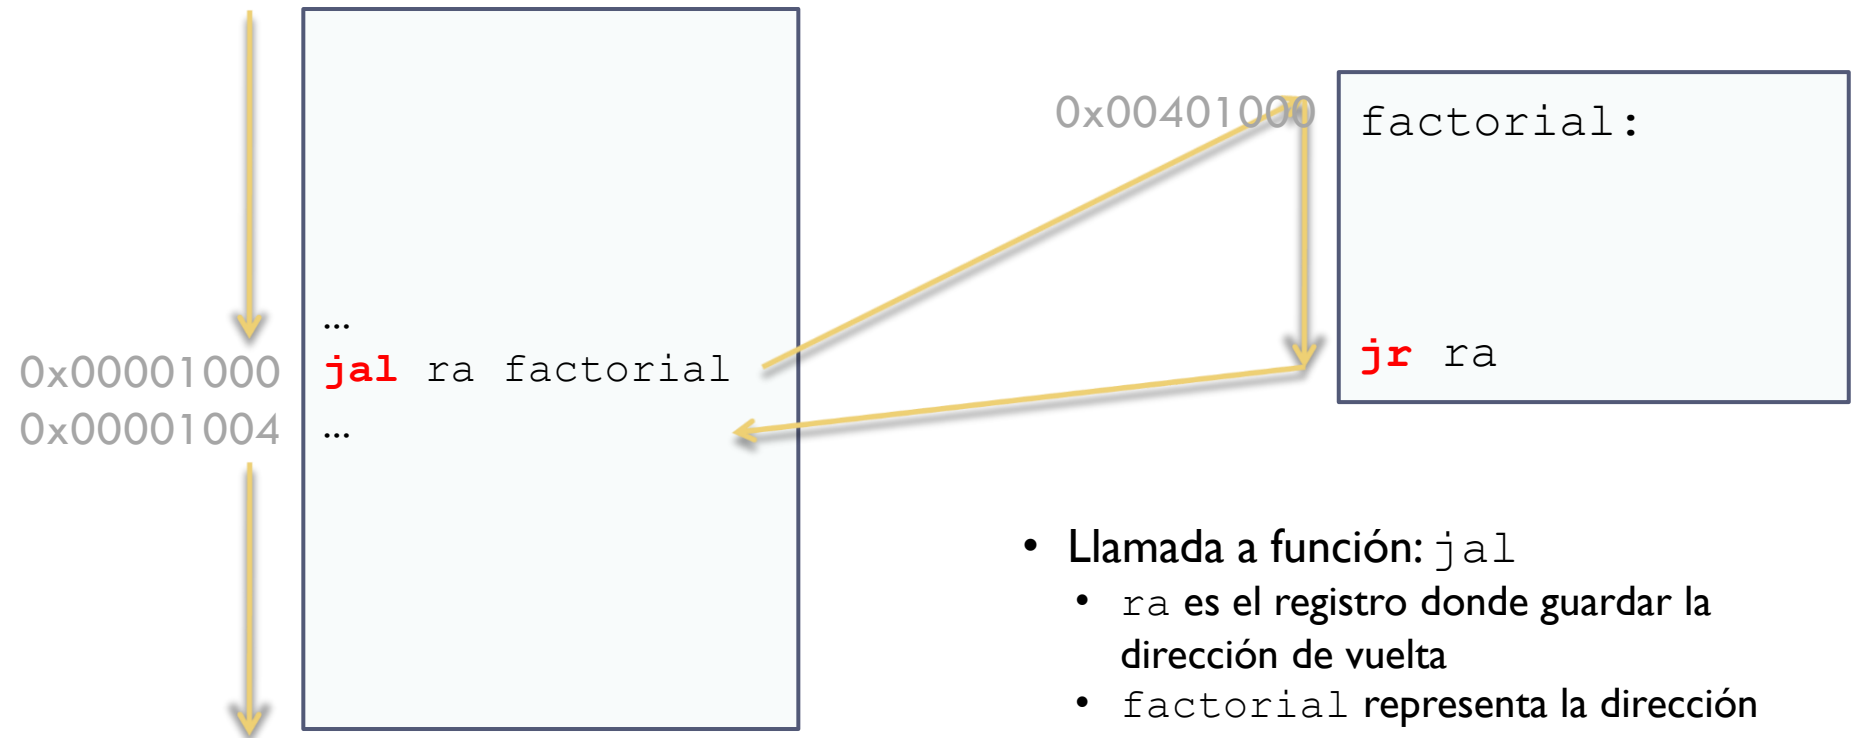 ...
0x00001000 jal ra factorial
0x00001004 ...
0x00401000 factorial:
jr ra
• Llamada a función: jal
• ra es el registro donde guardar la
dirección de vuelta
• factorial representa la dirección